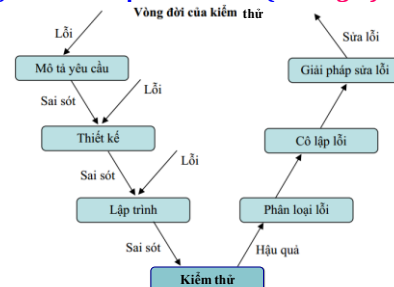 Vòng đời của kiểm thử
Lỗi
Sửa lỗi
Mô tả yêu cầu
Giải pháp sửa lỗi
Sai sót
Lỗi
Thiết kế
Cô lập lỗi
Lỗi
Sai sót
Lập trình
Phân loại lỗi
Sai sót
Hậu quả
Kiểm thử